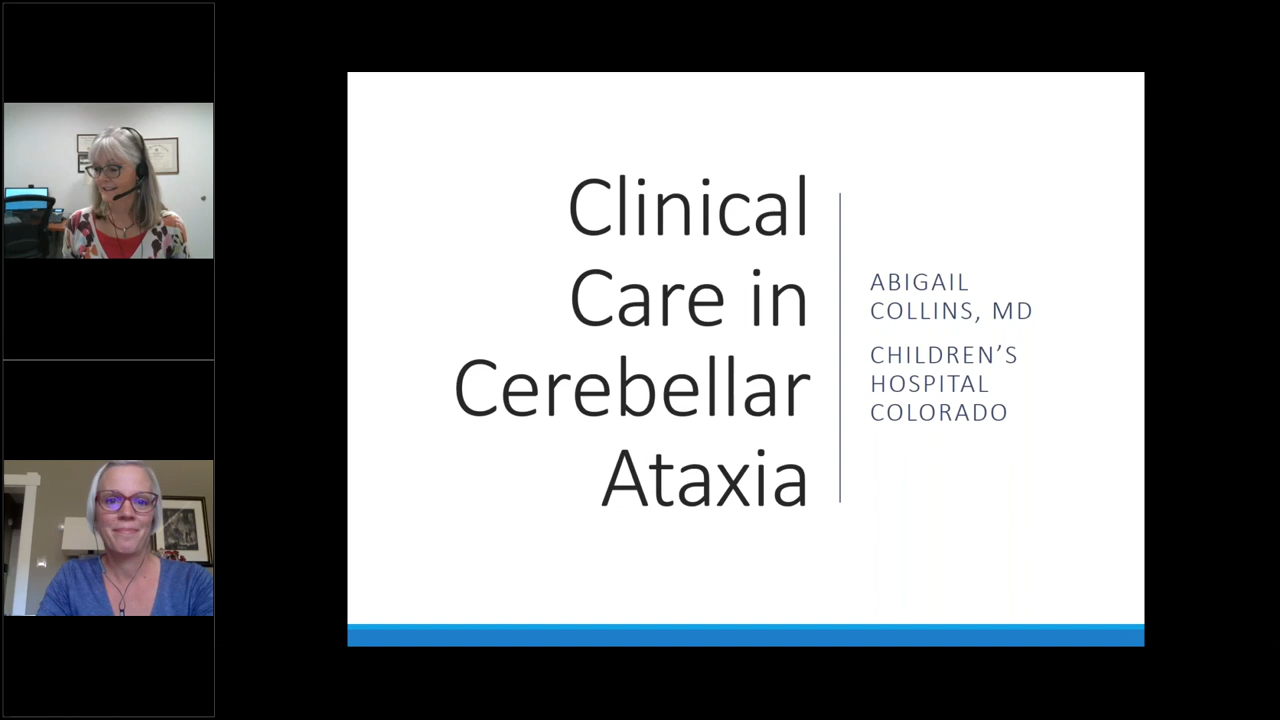 Clinical
Care in
Cerebellar
Ataxia
ABIGAIL
COLLINS, MD
CHILDREN’S
HOSPITAL
COLORADO